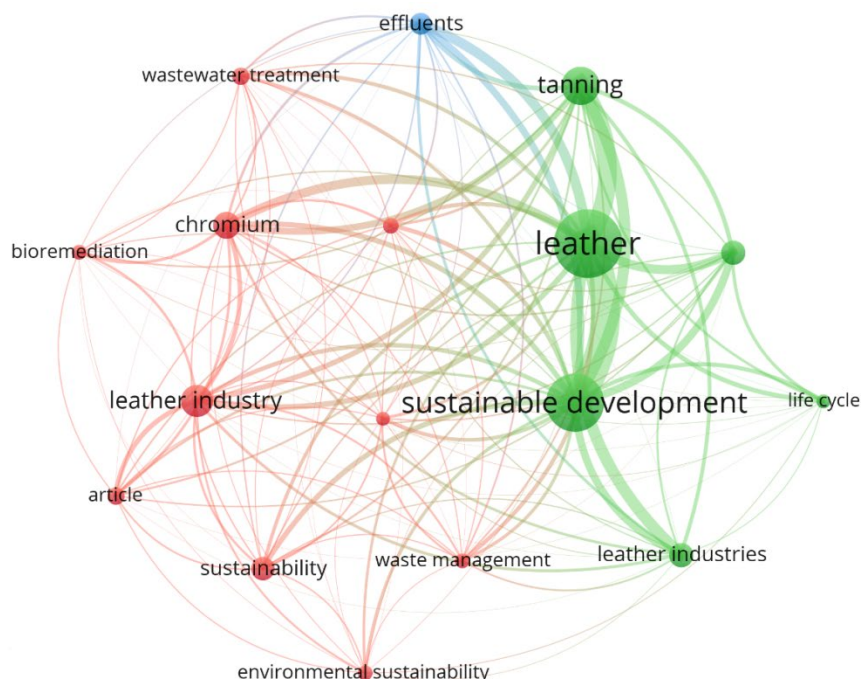 effluents
wastewater treatment
tanning
chromium
leather
bioremediation
leather industry
sustainable development
life cycle
article
sustainability
waste management
leather industries
environmental sustainability